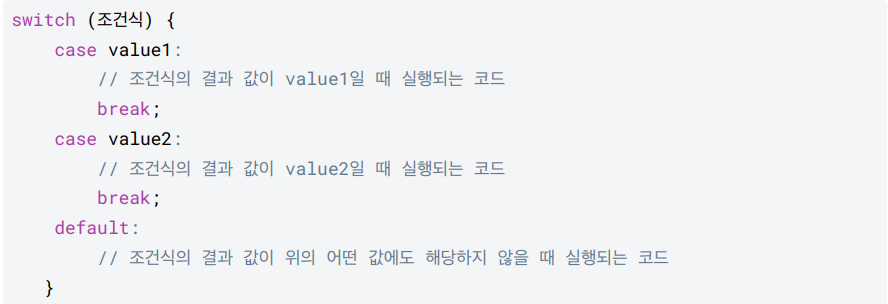 switch (조건식) {
    case value1:
        // 조건식의 결과 값이 value1일 때 실행되는 코드
        break;
    case value2:
        // 조건식의 결과 값이 value2일 때 실행되는 코드
        break;
    default:
        // 조건식의 결과 값이 위의 어떤 값에도 해당하지 않을 때 실행되는 코드
   }